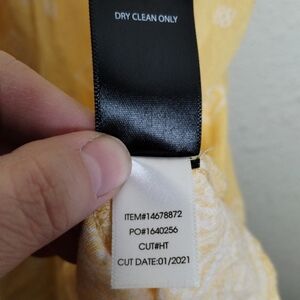 DRY CLEAN ONLY
ITEM#14678872
PO#1640256
CUT#HT
CUT DATE:01/2021